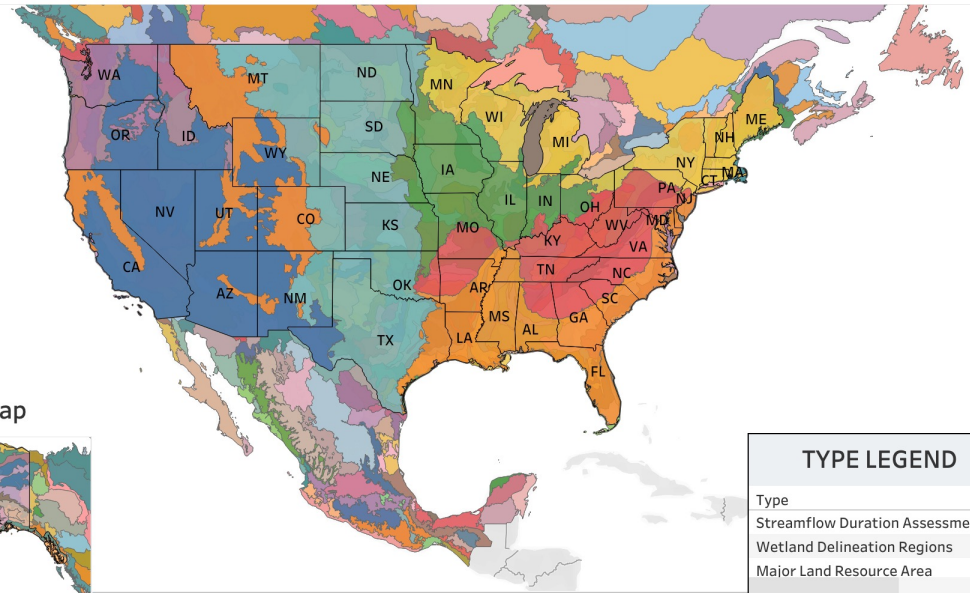 WA
MT
ND
MN
ME
OR
ID
SD
WI
NH
MI
WY
NE
IA
NY
MA
CT
PA
NJ
NV
UT
CO
KS
MO
IL
IN
OH
WV
MD
VA
KY
CA
AZ
NM
OK
AR
TN
NC
SC
MS
AL
GA
TX
LA
FL
ap
TYPE LEGEND
Type
Streamflow Duration Assessme
Wetland Delineation Regions
Major Land Resource Area